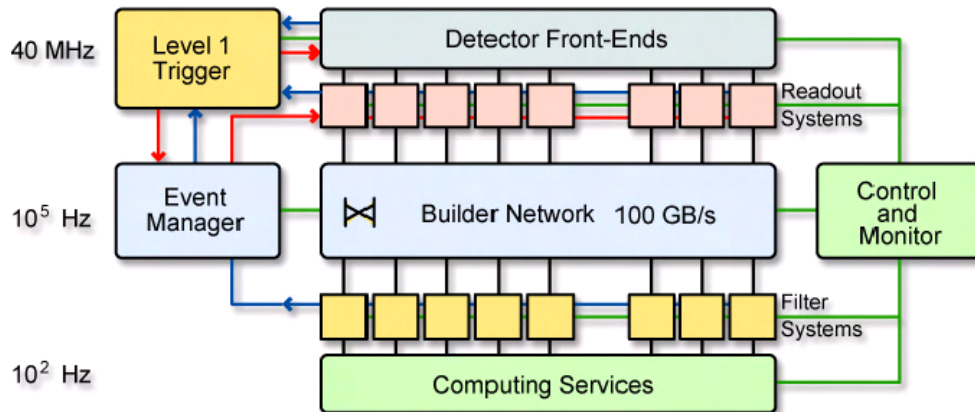 40 MHz
Level 1
Trigger
Detector Front-Ends
Readout
Systems
10⁵ Hz
Event
Manager
Builder Network 100 GB/s
Control
and
Monitor
Filter
Systems
10² Hz
Computing Services